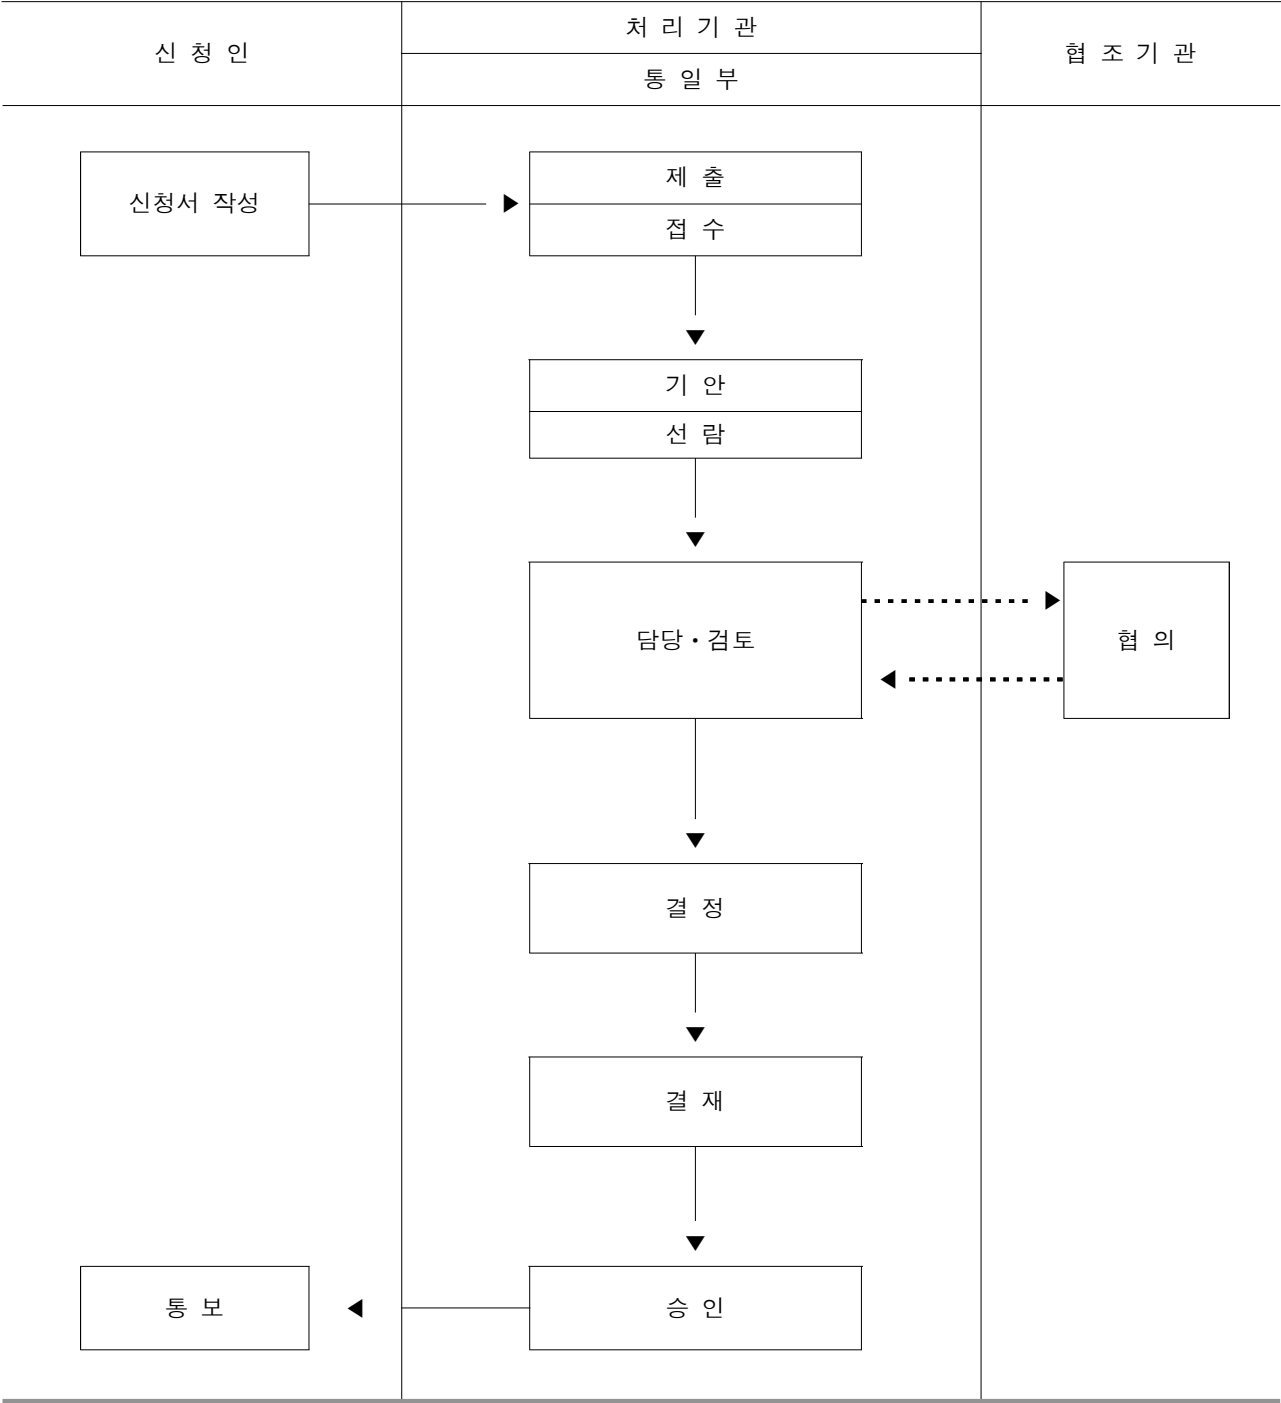 신 청 인
처 리 기 관
통 일 부
협 조 기 관
신청서 작성
제 출
접 수
기 안
선 람
담당·검토
협 의
결 정
결 재
승 인
통 보